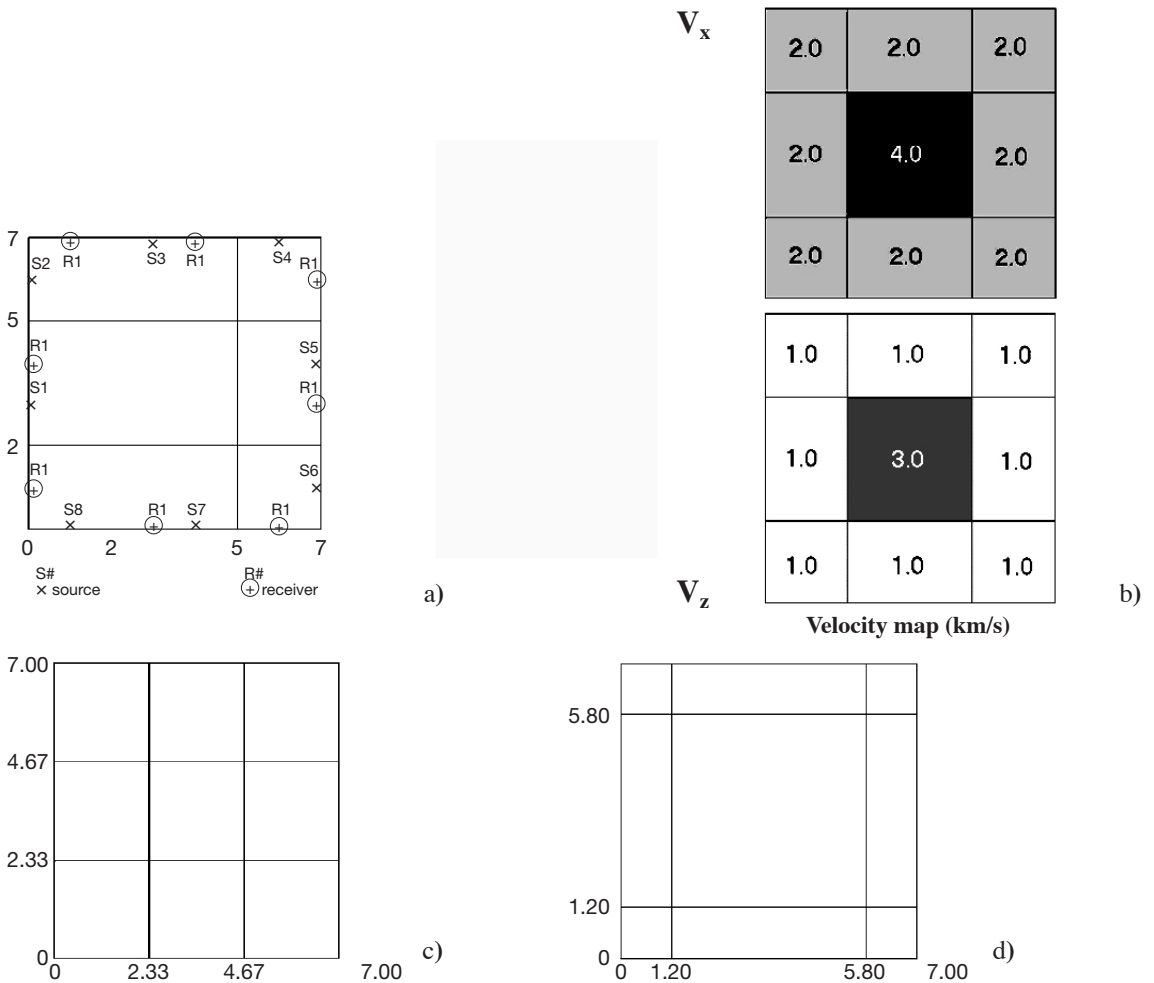 V_x
2.0 2.0 2.0
2.0 4.0 2.0
2.0 2.0 2.0
7
S2 R1 S3 R1 S4 R1
5
R1 S5
S1 R1
2
R1 S6
S8 R1 S7 R1
0 2 5 7
S# R#
× source receiver
a)
1.0 1.0 1.0
1.0 3.0 1.0
1.0 1.0 1.0
V_z
b)
Velocity map (km/s)
7.00
4.67
2.33
0
0 2.33 4.67 7.00
c)
5.80
1.20
0
0 1.20 5.80 7.00
d)